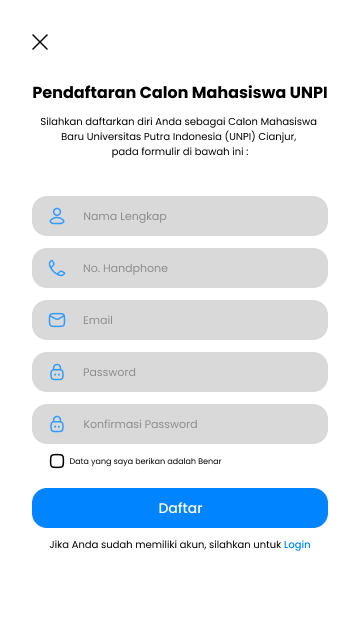 Pendaftaran Calon Mahasiswa UNPI
Silahkan daftarkan diri Anda sebagai Calon Mahasiswa
Baru Universitas Putra Indonesia (UNPI) Cianjur,
pada formulir di bawah ini :
Nama Lengkap
No. Handphone
Email
Password
Konfirmasi Password
Data yang saya berikan adalah Benar
Daftar
Jika Anda sudah memiliki akun, silahkan untuk Login